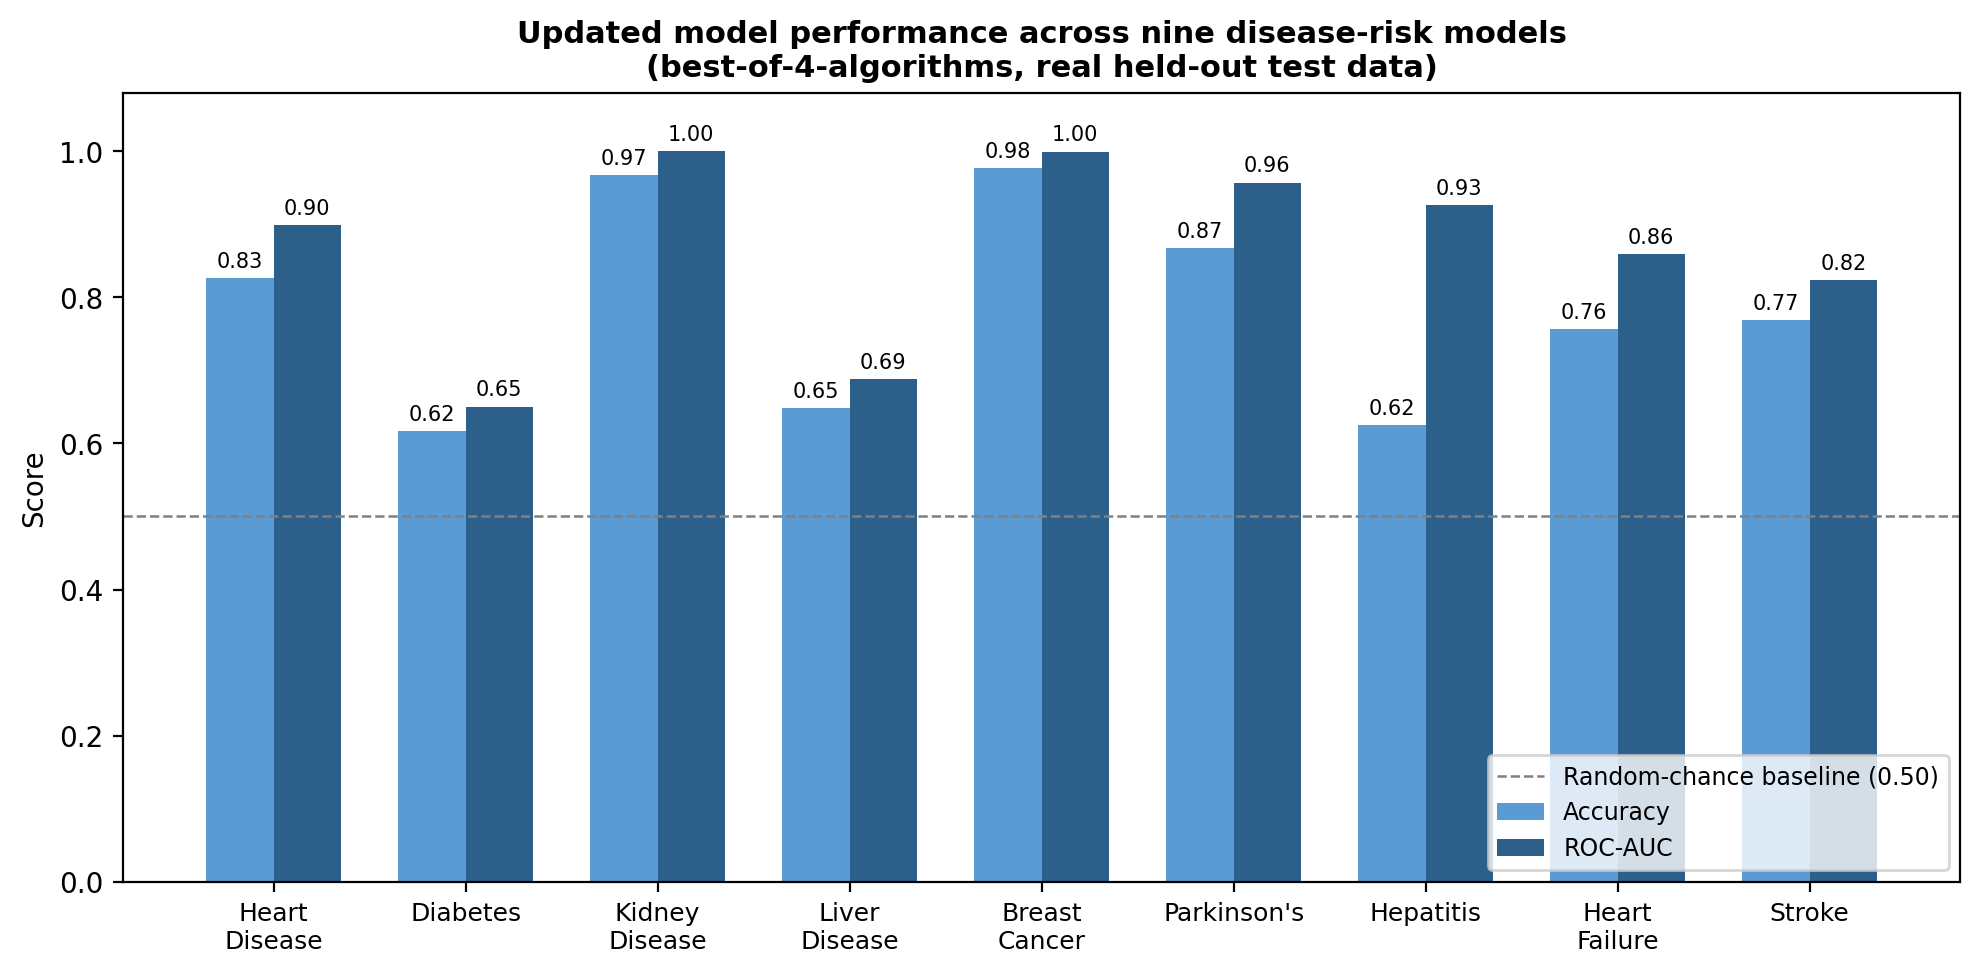 Updated model performance across nine disease-risk models
(best-of-4-algorithms, real held-out test data)
Score
1.0
0.8
0.6
0.4
0.2
0.0
0.83
0.90
0.62
0.65
0.97
1.00
0.65
0.69
0.98
1.00
0.87
0.96
0.62
0.93
0.76
0.86
0.77
0.82
Random-chance baseline (0.50)
Accuracy
ROC-AUC
Heart
Disease
Diabetes
Kidney
Disease
Liver
Disease
Breast
Cancer
Parkinson's
Hepatitis
Heart
Failure
Stroke